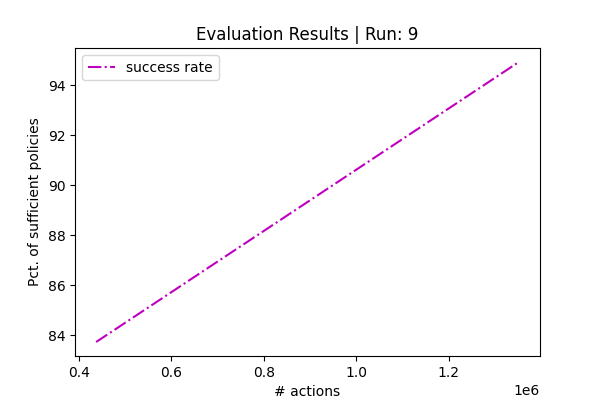 Evaluation Results | Run: 9
success rate
Pct. of sufficient policies
94
92
90
88
86
84
0.4 0.6 0.8 1.0 1.2
1e6
# actions